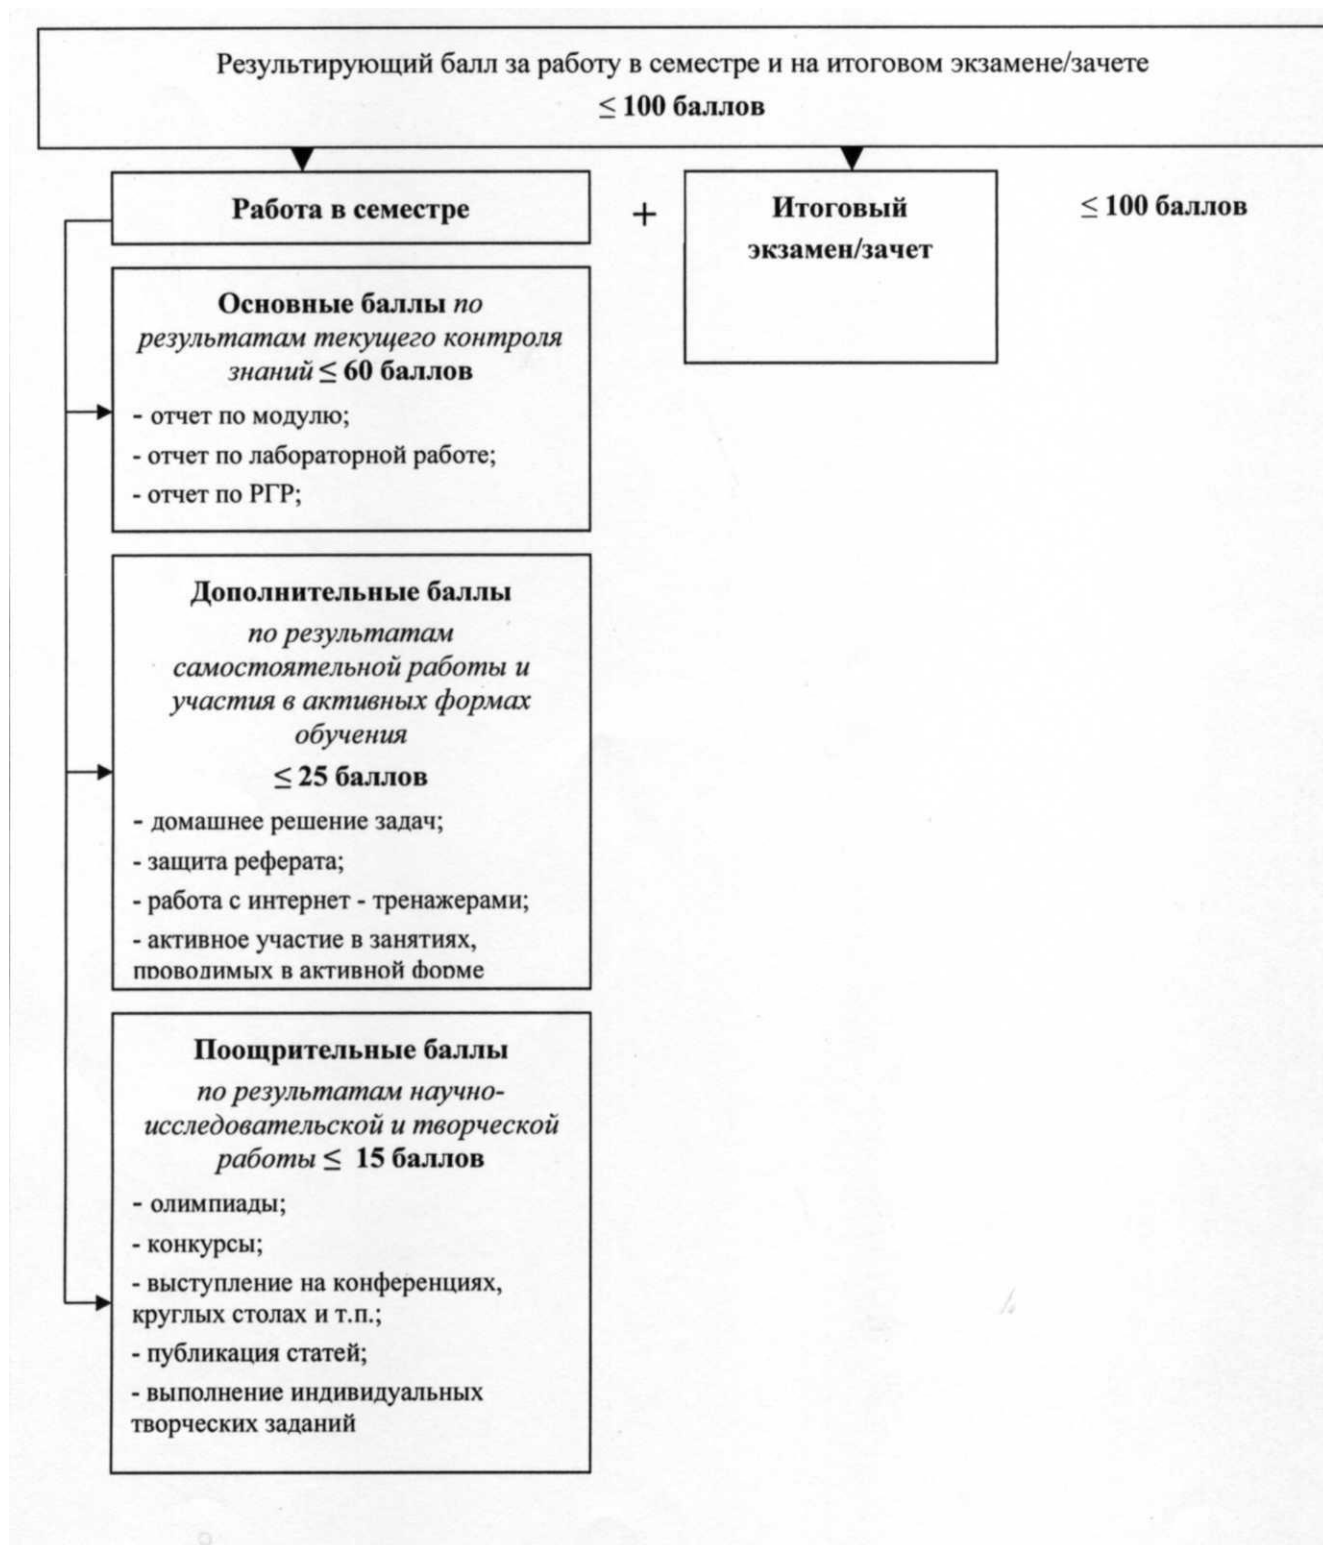 Результирующий балл за работу в семестре и на итоговом экзамене/зачете
≤ 100 баллов
Работа в семестре
+
Итоговый
экзамен/зачет
≤ 100 баллов
Основные баллы по
результатам текущего контроля
знаний ≤ 60 баллов
- отчет по модулю;
- отчет по лабораторной работе;
- отчет по РГР;
Дополнительные баллы
по результатам
самостоятельной работы и
участия в активных формах
обучения
≤ 25 баллов
- домашнее решение задач;
- защита реферата;
- работа с интернет - тренажерами;
- активное участие в занятиях,
проводимых в активной форме
Поощрительные баллы
по результатам научно-
исследовательской и творческой
работы ≤ 15 баллов
- олимпиады;
- конкурсы;
- выступление на конференциях,
круглых столах и т.п.;
- публикация статей;
- выполнение индивидуальных
творческих заданий